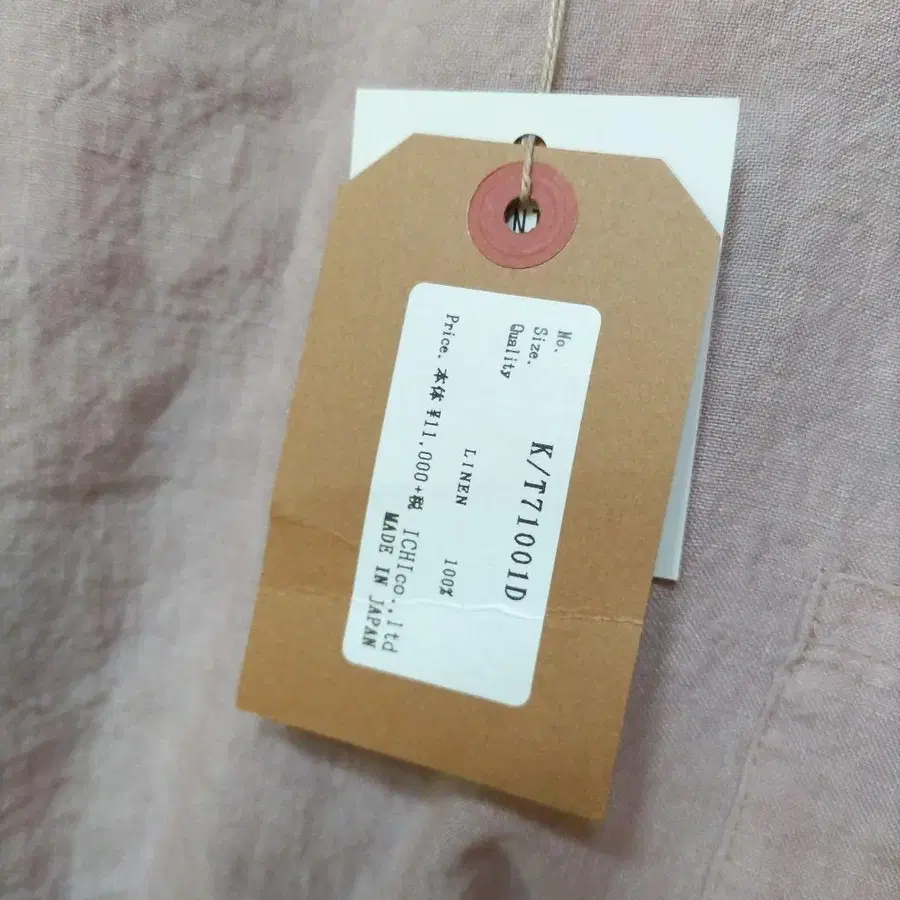 N
No. K/T71001D
Size.
Quality
LINEN 100%
Price. 本体 ¥11,000+税
ICHIco.,ltd
MADE IN JAPAN